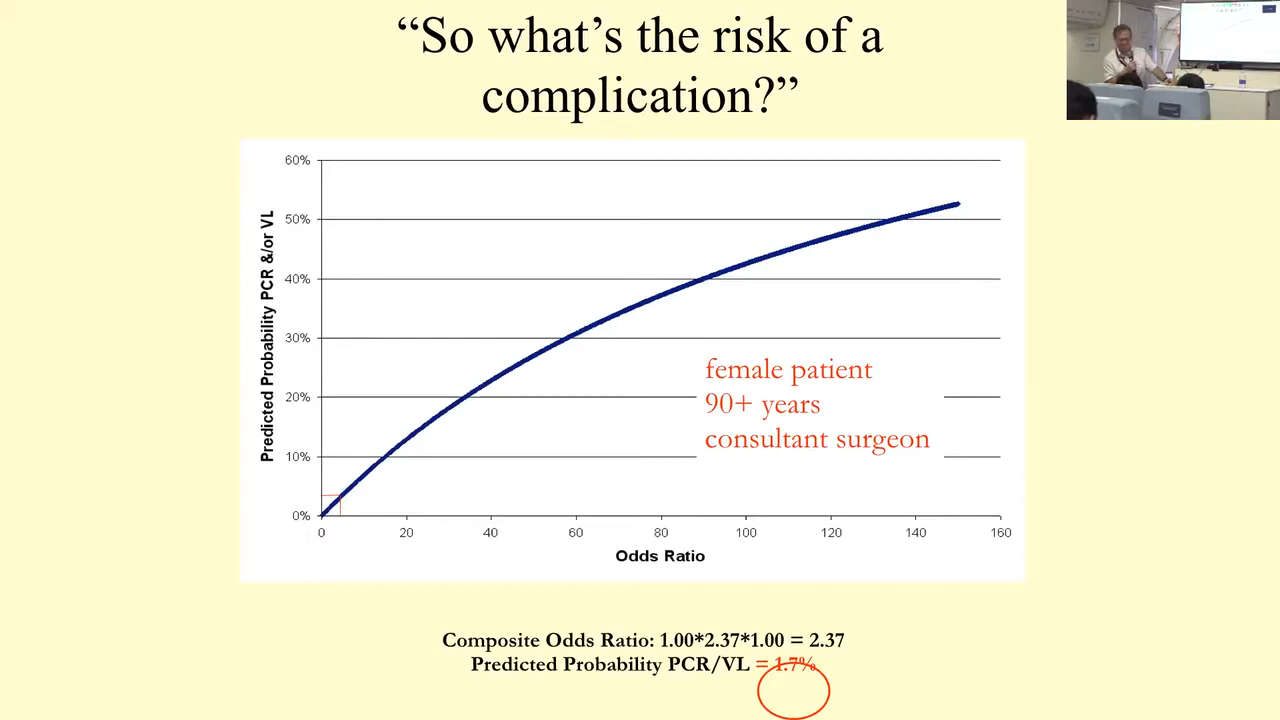 “So what’s the risk of a
complication?”
60%
50%
40%
30%
20%
10%
0%
Predicted Probability PCR &/or VL
female patient
90+ years
consultant surgeon
0
20
40
60
80
100
120
140
160
Odds Ratio
Composite Odds Ratio: 1.00*2.37*1.00 = 2.37
Predicted Probability PCR/VL = 1.7%